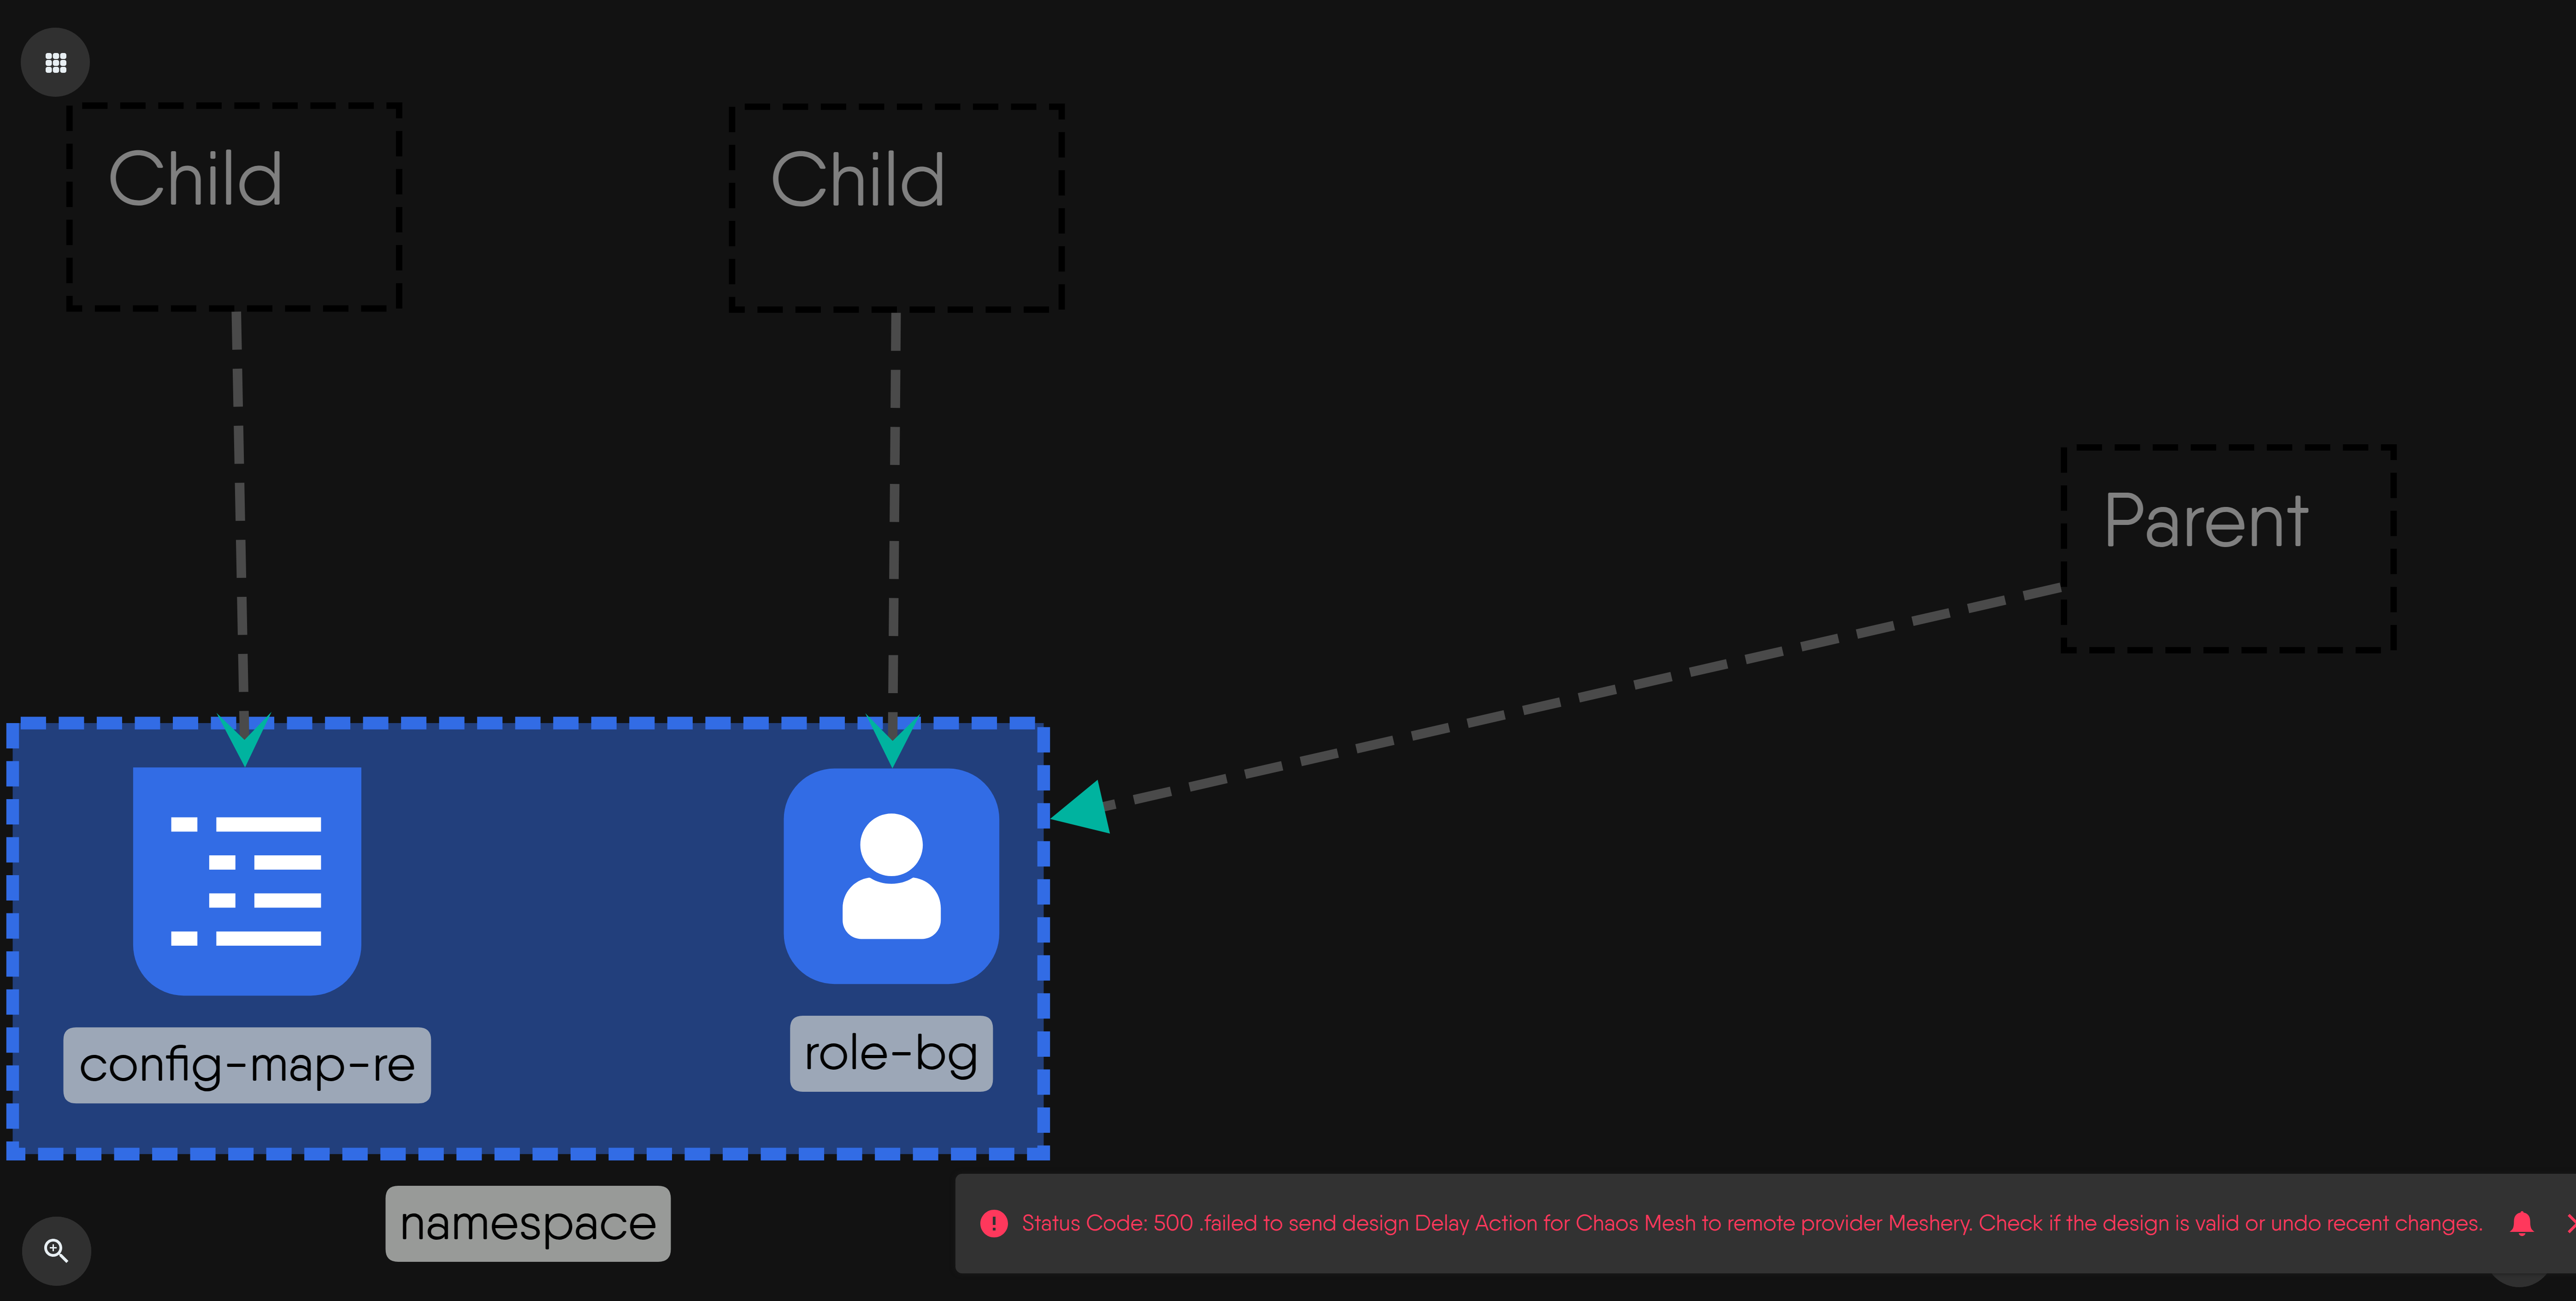 Child
Child
Parent
config-map-re
role-bg
namespace
Status Code: 500 .failed to send design Delay Action for Chaos Mesh to remote provider Meshery. Check if the design is valid or undo recent changes.